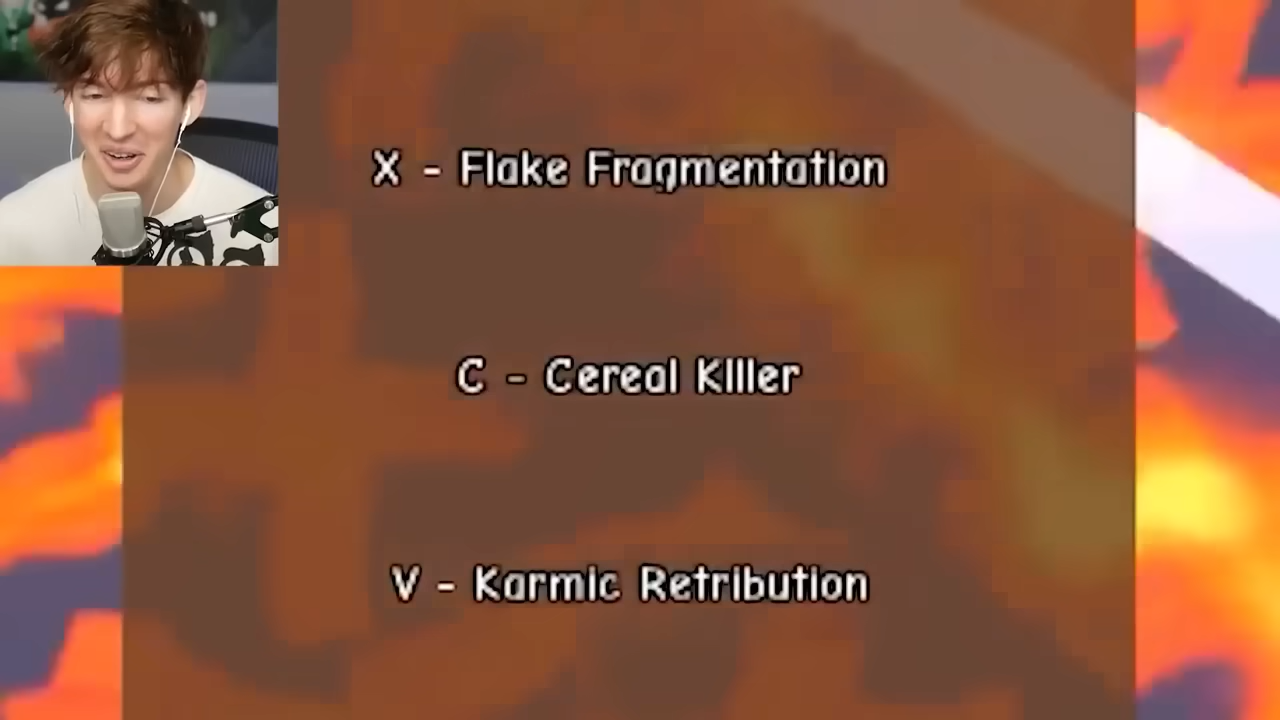 X - Flake Fragmentation
C - Cereal Killer
V - Karmic Retribution